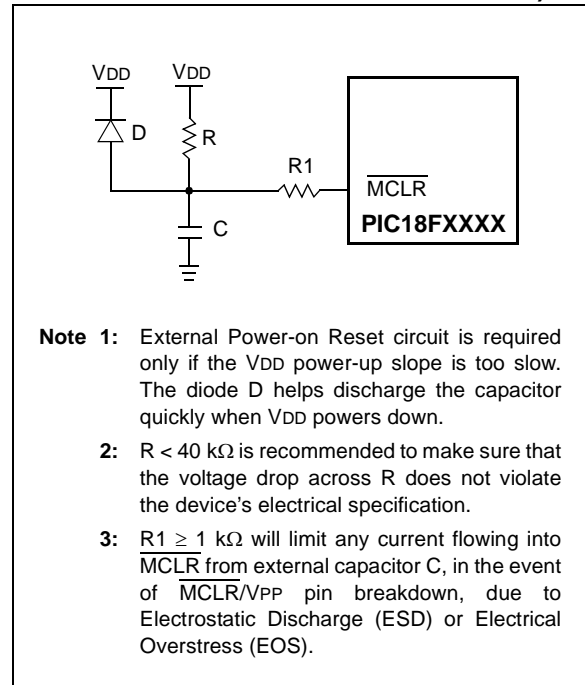 VDD VDD
D R
R1
MCLR
C PIC18FXXXX
Note 1: External Power-on Reset circuit is required
only if the VDD power-up slope is too slow.
The diode D helps discharge the capacitor
quickly when VDD powers down.
2: R < 40 kΩ is recommended to make sure that
the voltage drop across R does not violate
the device's electrical specification.
3: R1 ≥ 1 kΩ will limit any current flowing into
MCLR from external capacitor C, in the event
of MCLR/VPP pin breakdown, due to
Electrostatic Discharge (ESD) or Electrical
Overstress (EOS).